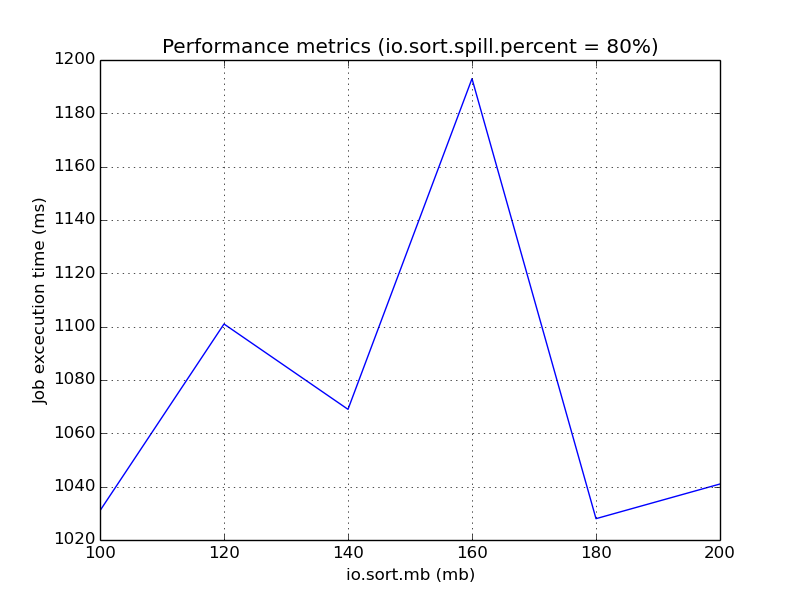 Performance metrics (io.sort.spill.percent = 80%)
1200
1180
1160
1140
1120
1100
1080
1060
1040
1020
Job excecution time (ms)
100 120 140 160 180 200
io.sort.mb (mb)